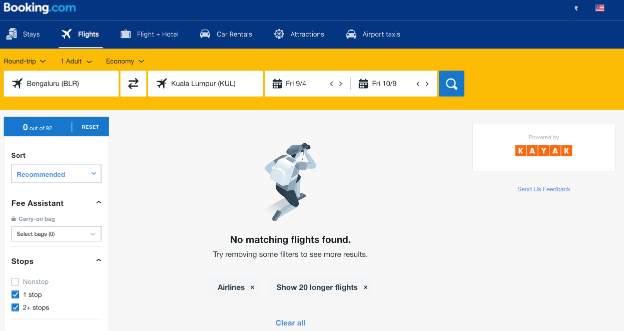 Booking.com
₹
Stays
Flights
Flight + Hotel
Car Rentals
Attractions
Airport taxis
Round-trip
1 Adult
Economy
Bengaluru (BLR)
Kuala Lumpur (KUL)
Fri 9/4
Fri 10/9
0 out of 92
RESET
Sort
Recommended
Fee Assistant
Carry-on bag
Select bags (0)
Stops
Nonstop
1 stop
2+ stops
No matching flights found.
Try removing some filters to see more results.
Airlines ×
Show 20 longer flights ×
Clear all
Powered by
KAYAK
Send Us Feedback